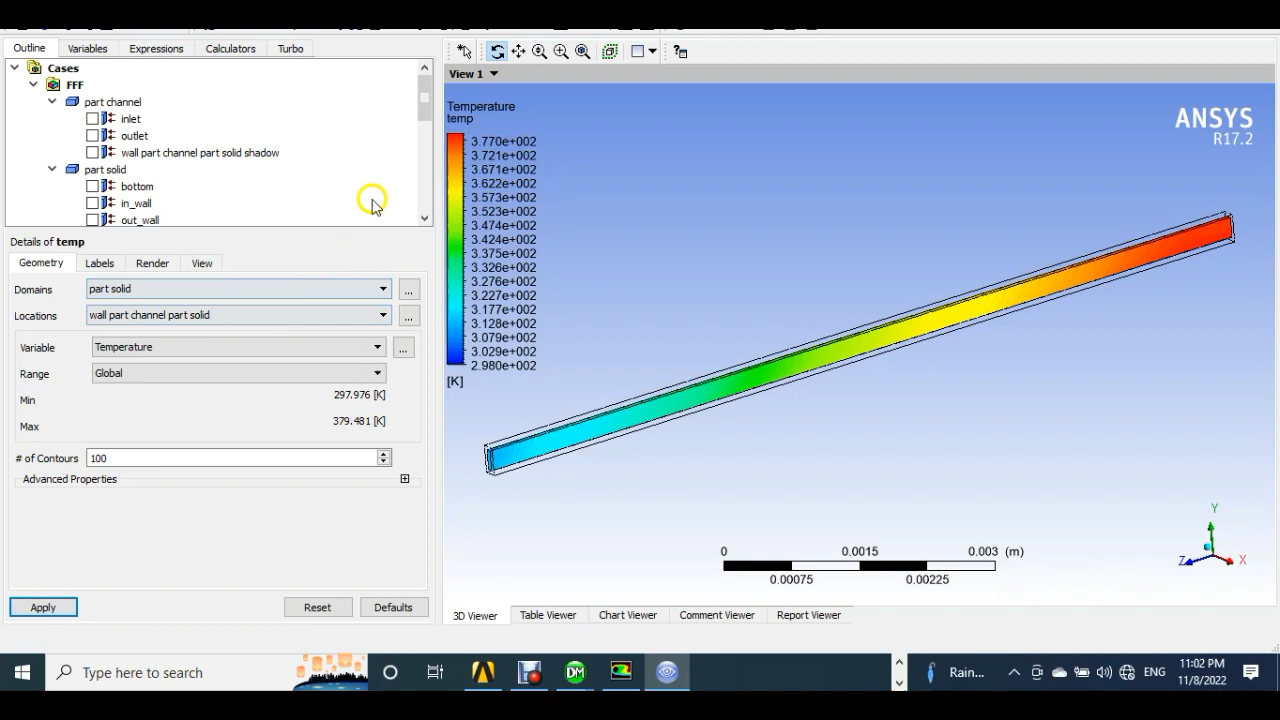 Outline Variables Expressions Calculators Turbo
Cases
FFF
part channel
inlet
outlet
wall part channel part solid shadow
part solid
bottom
in_wall
out_wall
Details of temp
Geometry Labels Render View
Domains part solid ...
Locations wall part channel part solid ...
Variable Temperature ...
Range Global
Min 297.976 [K]
Max 379.481 [K]
# of Contours 100
Advanced Properties
Apply Reset Defaults
View 1
Temperature
temp
3.770e+002
3.721e+002
3.671e+002
3.622e+002
3.573e+002
3.523e+002
3.474e+002
3.424e+002
3.375e+002
3.326e+002
3.276e+002
3.227e+002
3.177e+002
3.128e+002
3.079e+002
3.029e+002
2.980e+002
[K]
ANSYS
R17.2
Y
Z X
0 0.0015 0.003 (m)
0.00075 0.00225
3D Viewer Table Viewer Chart Viewer Comment Viewer Report Viewer
Type here to search
DM
Rain...
ENG
11:02 PM
11/8/2022